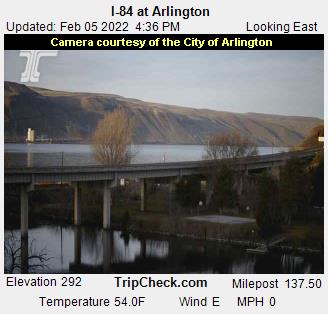 I-84 at Arlington
Updated: Feb 05 2022 4:36 PM Looking East
Camera courtesy of the City of Arlington
Elevation 292 TripCheck.com Milepost 137.50
Temperature 54.0F Wind E MPH 0